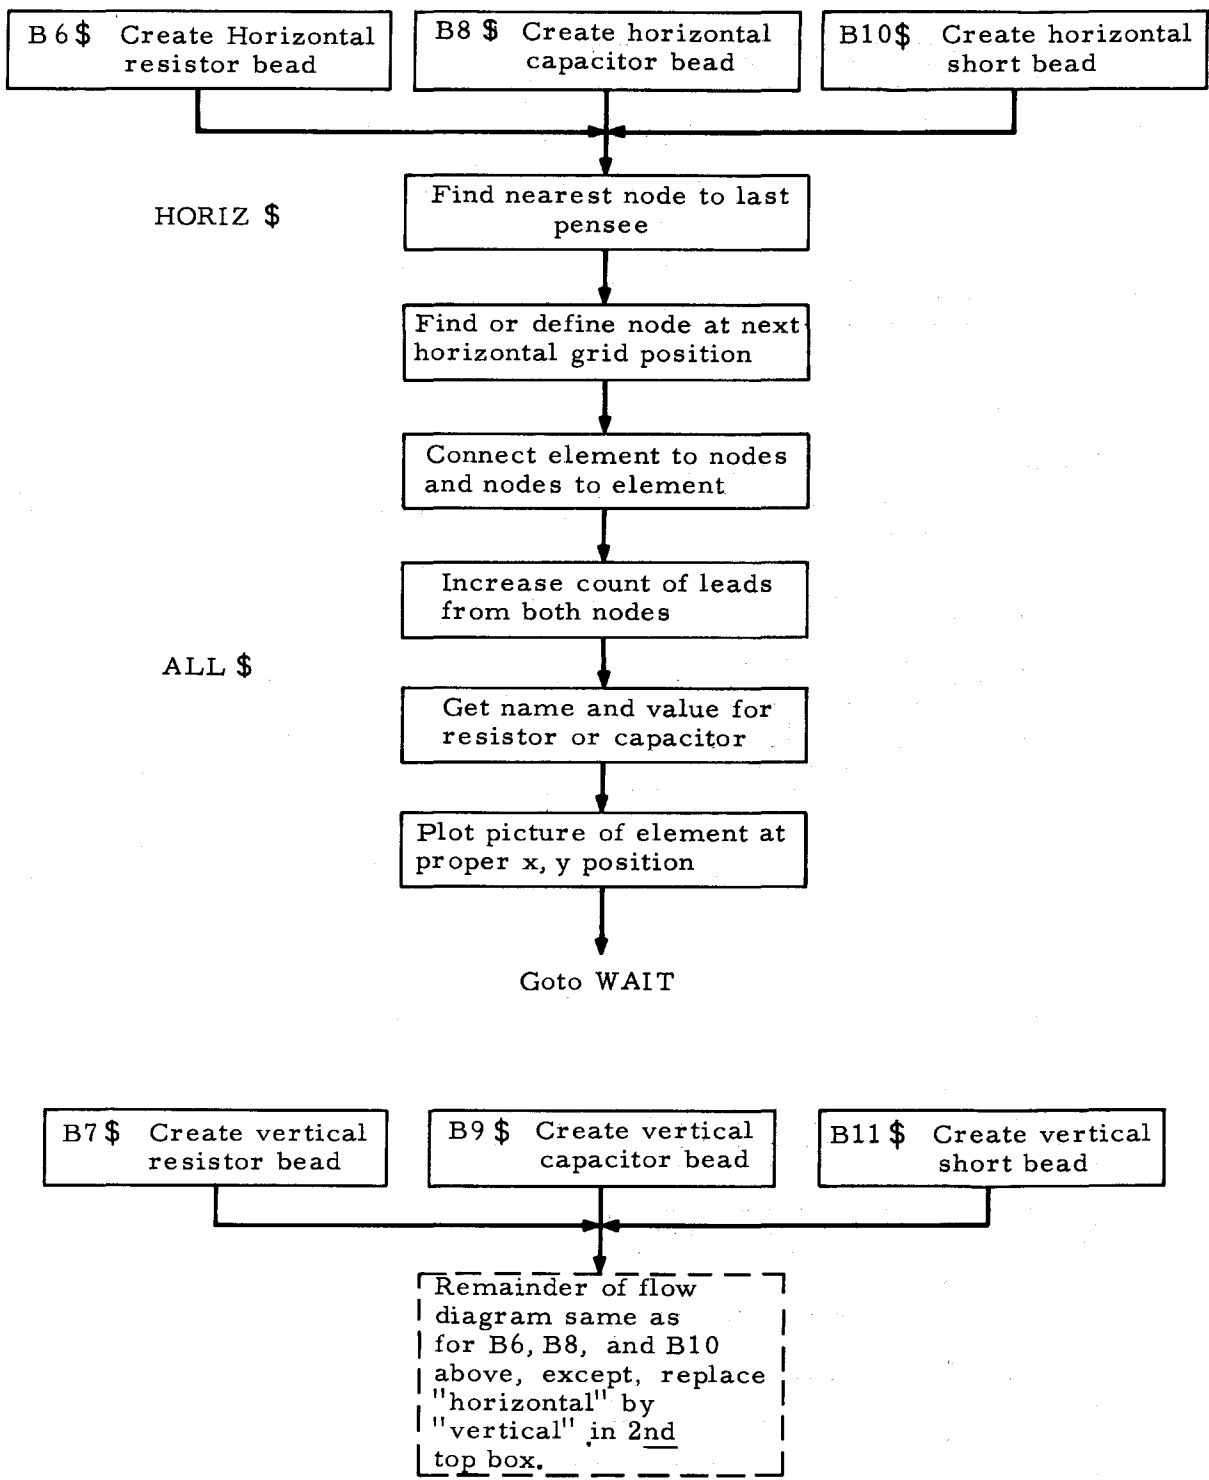 B6$ Create Horizontal
resistor bead
B8 $ Create horizontal
capacitor bead
B10$ Create horizontal
short bead
HORIZ $
Find nearest node to last
pensee
Find or define node at next
horizontal grid position
Connect element to nodes
and nodes to element
Increase count of leads
from both nodes
ALL $
Get name and value for
resistor or capacitor
Plot picture of element at
proper x, y position
Goto WAIT
B7$ Create vertical
resistor bead
B9 $ Create vertical
capacitor bead
B11 $ Create vertical
short bead
Remainder of flow
diagram same as
for B6, B8, and B10
above, except, replace
"horizontal" by
"vertical" in 2nd
top box.